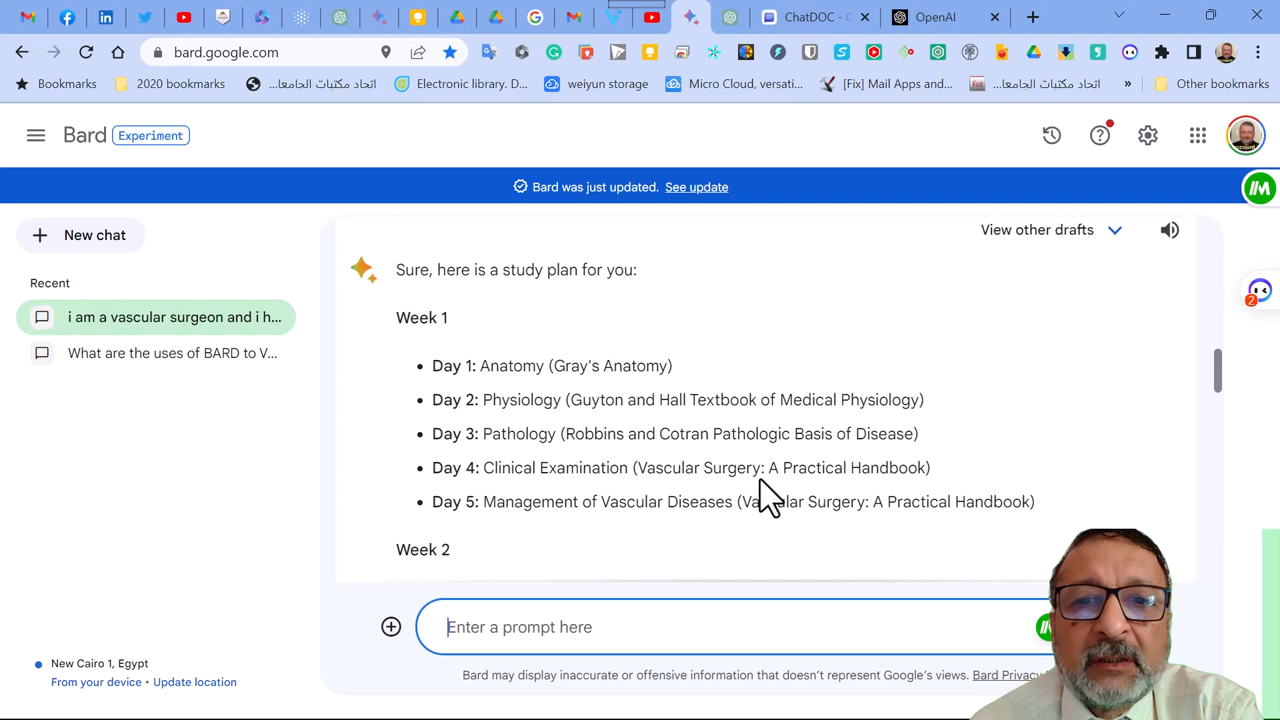 ChatDOC - C
OpenAI
bard.google.com
Bookmarks
2020 bookmarks
اتحاد مكتبات الجامعا...
Electronic library. D...
weiyun storage
Micro Cloud, versati...
[Fix] Mail Apps and...
اتحاد مكتبات الجامعا...
»
Other bookmarks
Bard Experiment
Bard was just updated. See update
New chat
View other drafts
Recent
i am a vascular surgeon and i h...
What are the uses of BARD to V...
Sure, here is a study plan for you:
Week 1
• Day 1: Anatomy (Gray's Anatomy)
• Day 2: Physiology (Guyton and Hall Textbook of Medical Physiology)
• Day 3: Pathology (Robbins and Cotran Pathologic Basis of Disease)
• Day 4: Clinical Examination (Vascular Surgery: A Practical Handbook)
• Day 5: Management of Vascular Diseases (Vascular Surgery: A Practical Handbook)
Week 2
2
Enter a prompt here
New Cairo 1, Egypt
From your device • Update location
Bard may display inaccurate or offensive information that doesn't represent Google's views. Bard Privacy